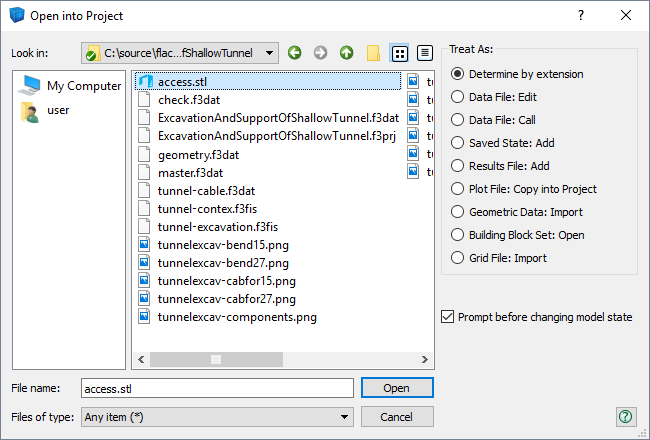 Open into Project
Look in:
C:\source\flac...fShallowTunnel
My Computer
user
access.stl
check.f3dat
ExcavationAndSupportOfShallowTunnel.f3dat
ExcavationAndSupportOfShallowTunnel.f3prj
geometry.f3dat
master.f3dat
tunnel-cable.f3dat
tunnel-contex.f3fis
tunnel-excavation.f3fis
tunnelexcav-bend15.png
tunnelexcav-bend27.png
tunnelexcav-cabfor15.png
tunnelexcav-cabfor27.png
tunnelexcav-components.png
Treat As:
Determine by extension
Data File: Edit
Data File: Call
Saved State: Add
Results File: Add
Plot File: Copy into Project
Geometric Data: Import
Building Block Set: Open
Grid File: Import
Prompt before changing model state
File name:
access.stl
Open
Files of type:
Any item (*)
Cancel